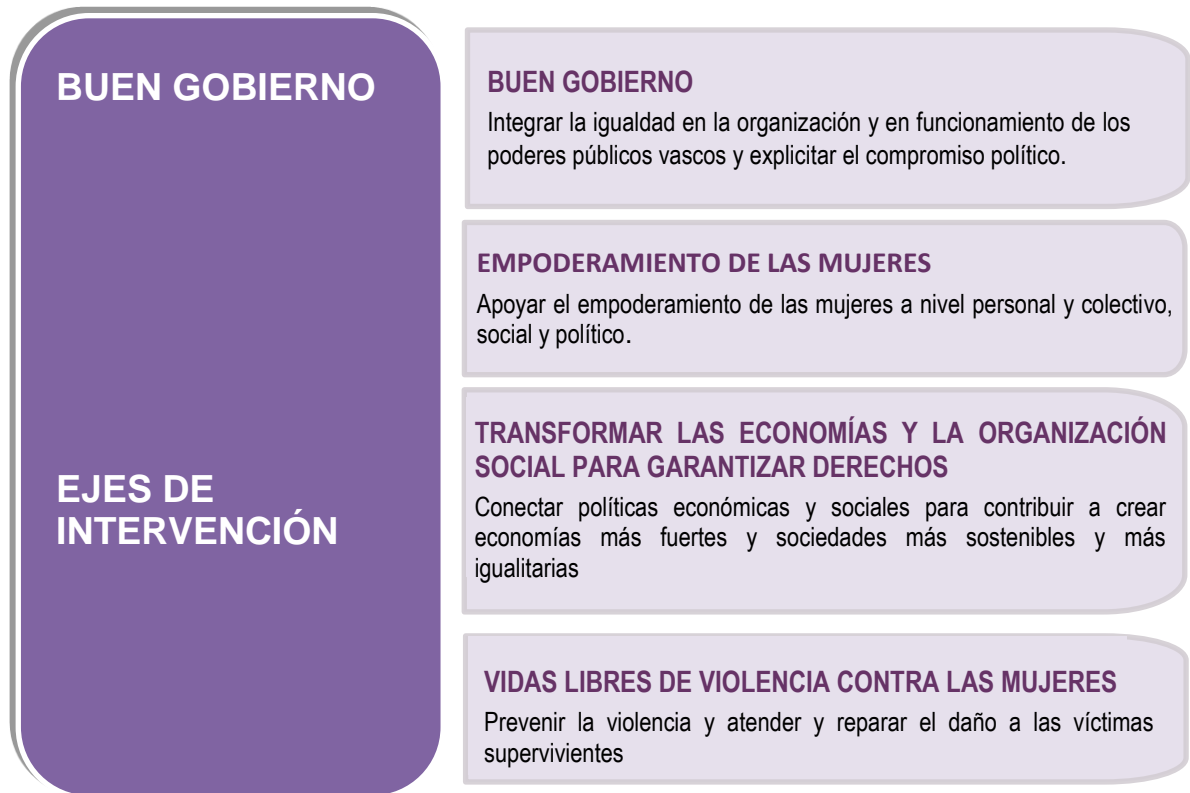 BUEN GOBIERNO
BUEN GOBIERNO
Integrar la igualdad en la organización y en funcionamiento de los
poderes públicos vascos y explicitar el compromiso político.
EJES DE
INTERVENCIÓN
EMPODERAMIENTO DE LAS MUJERES
Apoyar el empoderamiento de las mujeres a nivel personal y colectivo,
social y político.
TRANSFORMAR LAS ECONOMÍAS Y LA ORGANIZACIÓN
SOCIAL PARA GARANTIZAR DERECHOS
Conectar políticas económicas y sociales para contribuir a crear
economías más fuertes y sociedades más sostenibles y más
igualitarias
VIDAS LIBRES DE VIOLENCIA CONTRA LAS MUJERES
Prevenir la violencia y atender y reparar el daño a las víctimas
supervivientes